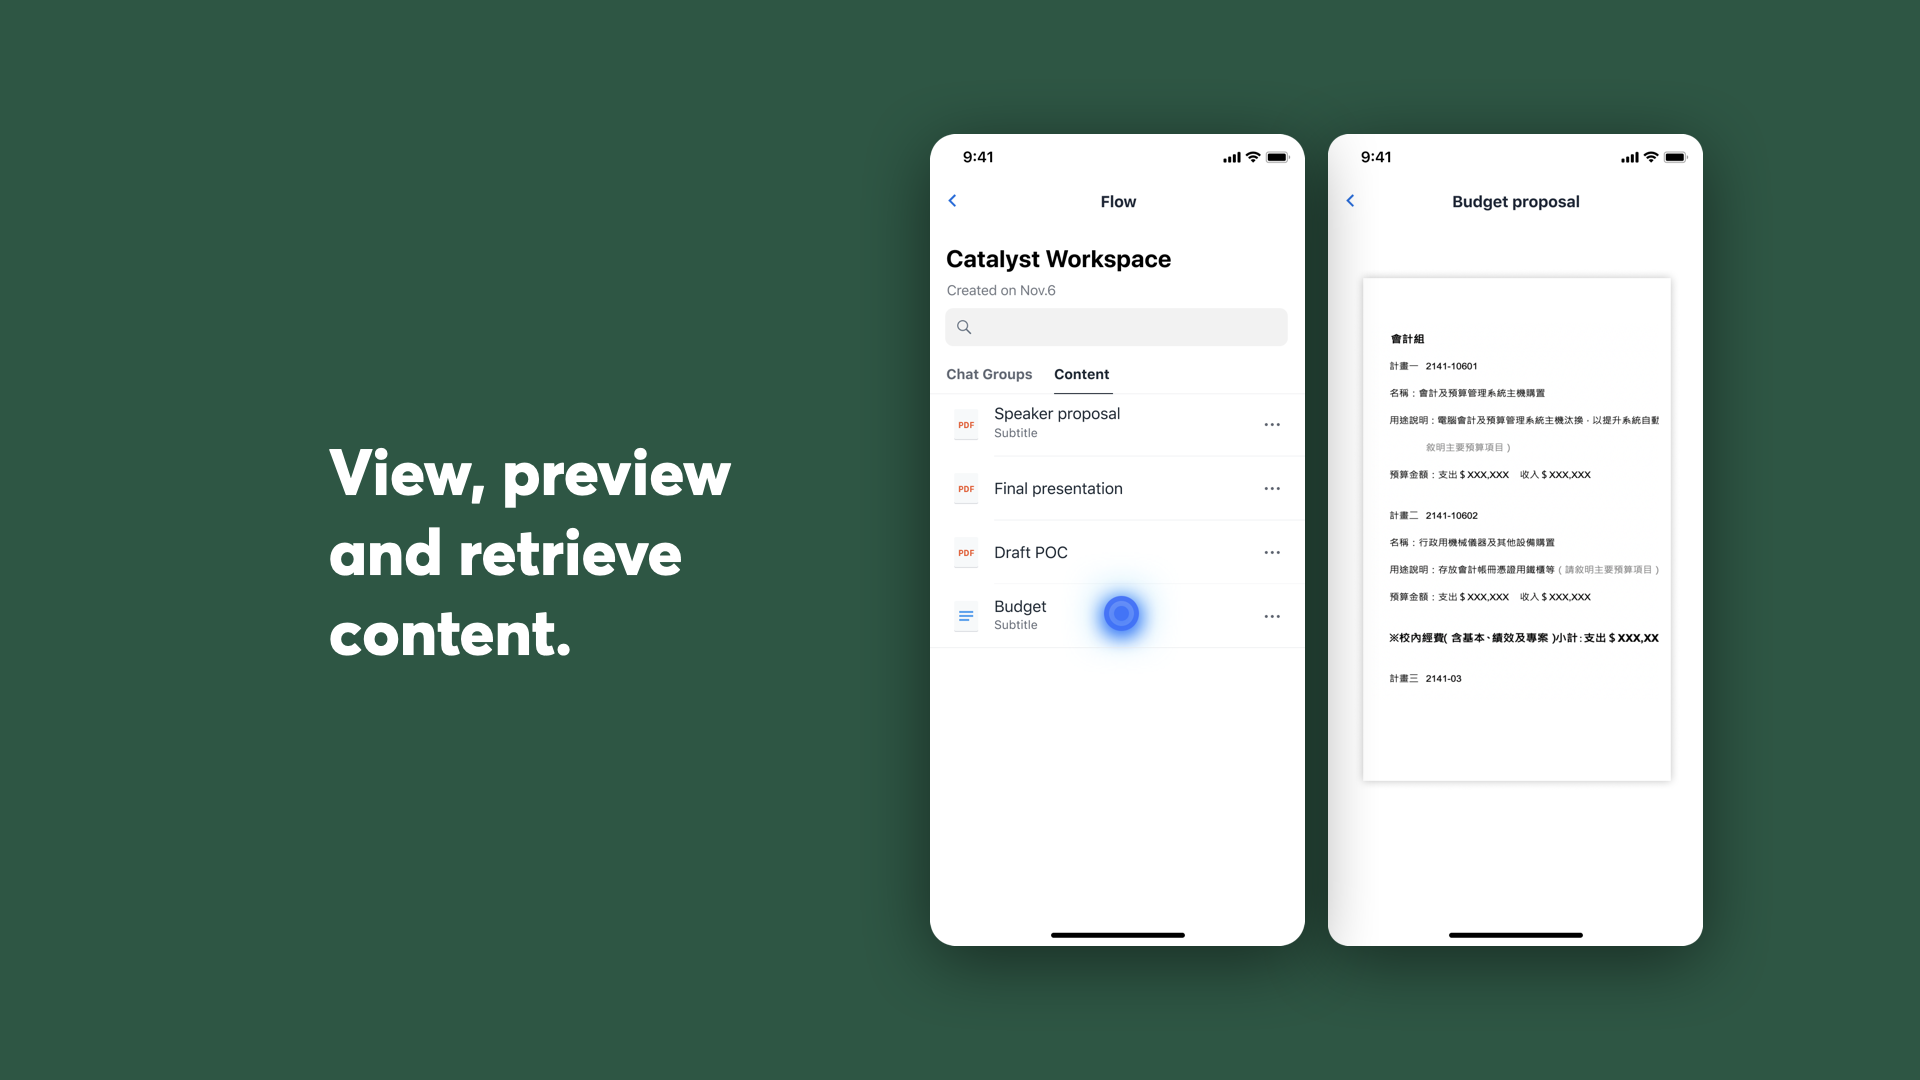 View, preview
and retrieve
content.
9:41
Flow
Catalyst Workspace
Created on Nov.6
Chat Groups Content
PDF Speaker proposal
Subtitle
PDF Final presentation
PDF Draft POC
Budget
Subtitle
9:41
Budget proposal
會計組
計畫一 2141-10601
名稱：會計及預算管理系統主機購置
用途說明：電腦會計及預算管理系統主機汰換，以提升系統自動
敘明主要預算項目）
預算金額：支出＄XXX,XXX 收入＄XXX,XXX
計畫二 2141-10602
名稱：行政用機械儀器及其他設備購置
用途說明：存放會計帳冊憑證用鐵櫃等（請敘明主要預算項目）
預算金額：支出＄XXX,XXX 收入＄XXX,XXX
※校內經費(含基本、績效及專案)小計：支出＄XXX,XX
計畫三 2141-03